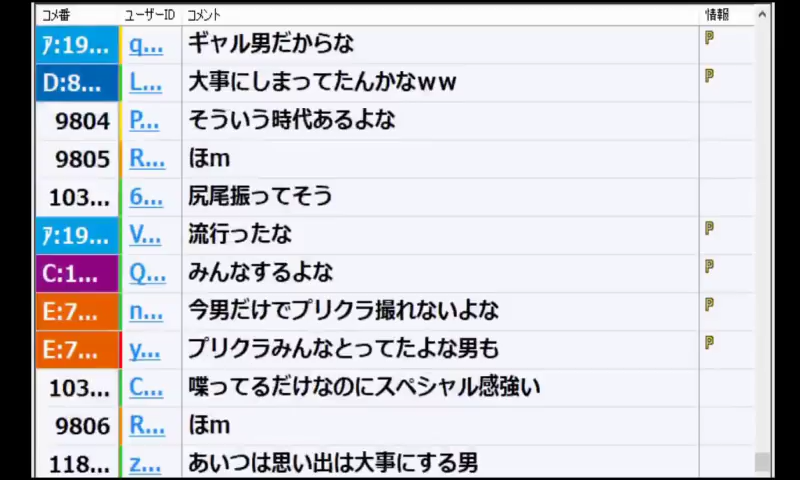 コメ番 ユーザーID コメント 情報
ｱ:19... q... ギャル男だからな P
D:8... L... 大事にしまってたんかなｗｗ P
9804 P... そういう時代あるよな
9805 R... ほm
103... 6... 尻尾振ってそう
ｱ:19... V... 流行ったな P
C:1... Q... みんなするよな P
E:7... n... 今男だけでプリクラ撮れないよな P
E:7... y... プリクラみんなとってたよな男も P
103... C... 喋ってるだけなのにスペシャル感強い
9806 R... ほm
118... z... あいつは思い出は大事にする男